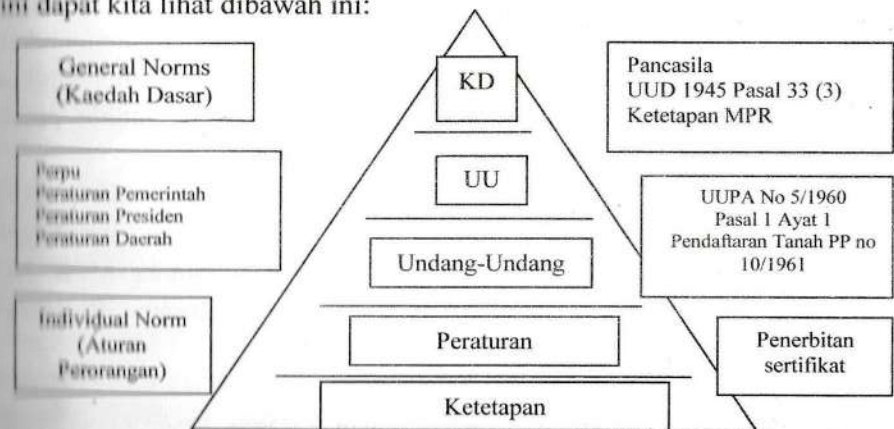 ini dapat kita lihat dibawah ini:
General Norms
(Kaedah Dasar)
KD
Pancasila
UUD 1945 Pasal 33 (3)
Ketetapan MPR
Perpu
Peraturan Pemerintah
Peraturan Presiden
Peraturan Daerah
UU
UUPA No 5/1960
Pasal 1 Ayat 1
Pendaftaran Tanah PP no
10/1961
Undang-Undang
Individual Norm
(Aturan
Perorangan)
Peraturan
Penerbitan
sertifikat
Ketetapan